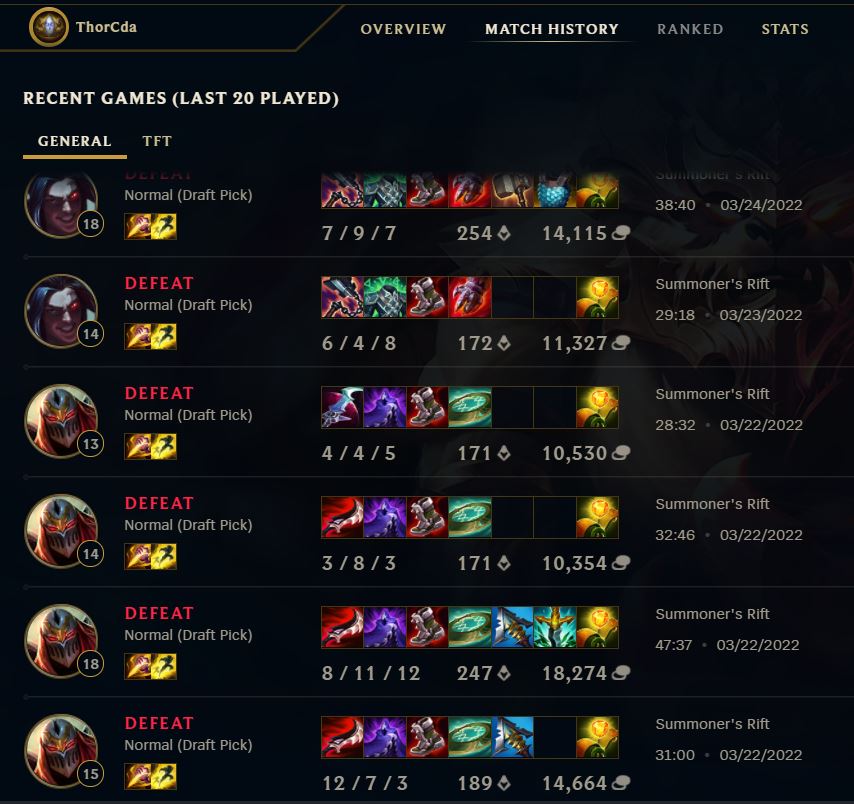 ThorCda
OVERVIEW
MATCH HISTORY
RANKED
STATS
RECENT GAMES (LAST 20 PLAYED)
GENERAL
TFT
DEFEAT
Summoner's Rift
Normal (Draft Pick)
38:40 • 03/24/2022
18
7 / 9 / 7
254
14,115
DEFEAT
Summoner's Rift
Normal (Draft Pick)
29:18 • 03/23/2022
14
6 / 4 / 8
172
11,327
DEFEAT
Summoner's Rift
Normal (Draft Pick)
28:32 • 03/22/2022
13
4 / 4 / 5
171
10,530
DEFEAT
Summoner's Rift
Normal (Draft Pick)
32:46 • 03/22/2022
14
3 / 8 / 3
171
10,354
DEFEAT
Summoner's Rift
Normal (Draft Pick)
47:37 • 03/22/2022
18
8 / 11 / 12
247
18,274
DEFEAT
Summoner's Rift
Normal (Draft Pick)
31:00 • 03/22/2022
15
12 / 7 / 3
189
14,664